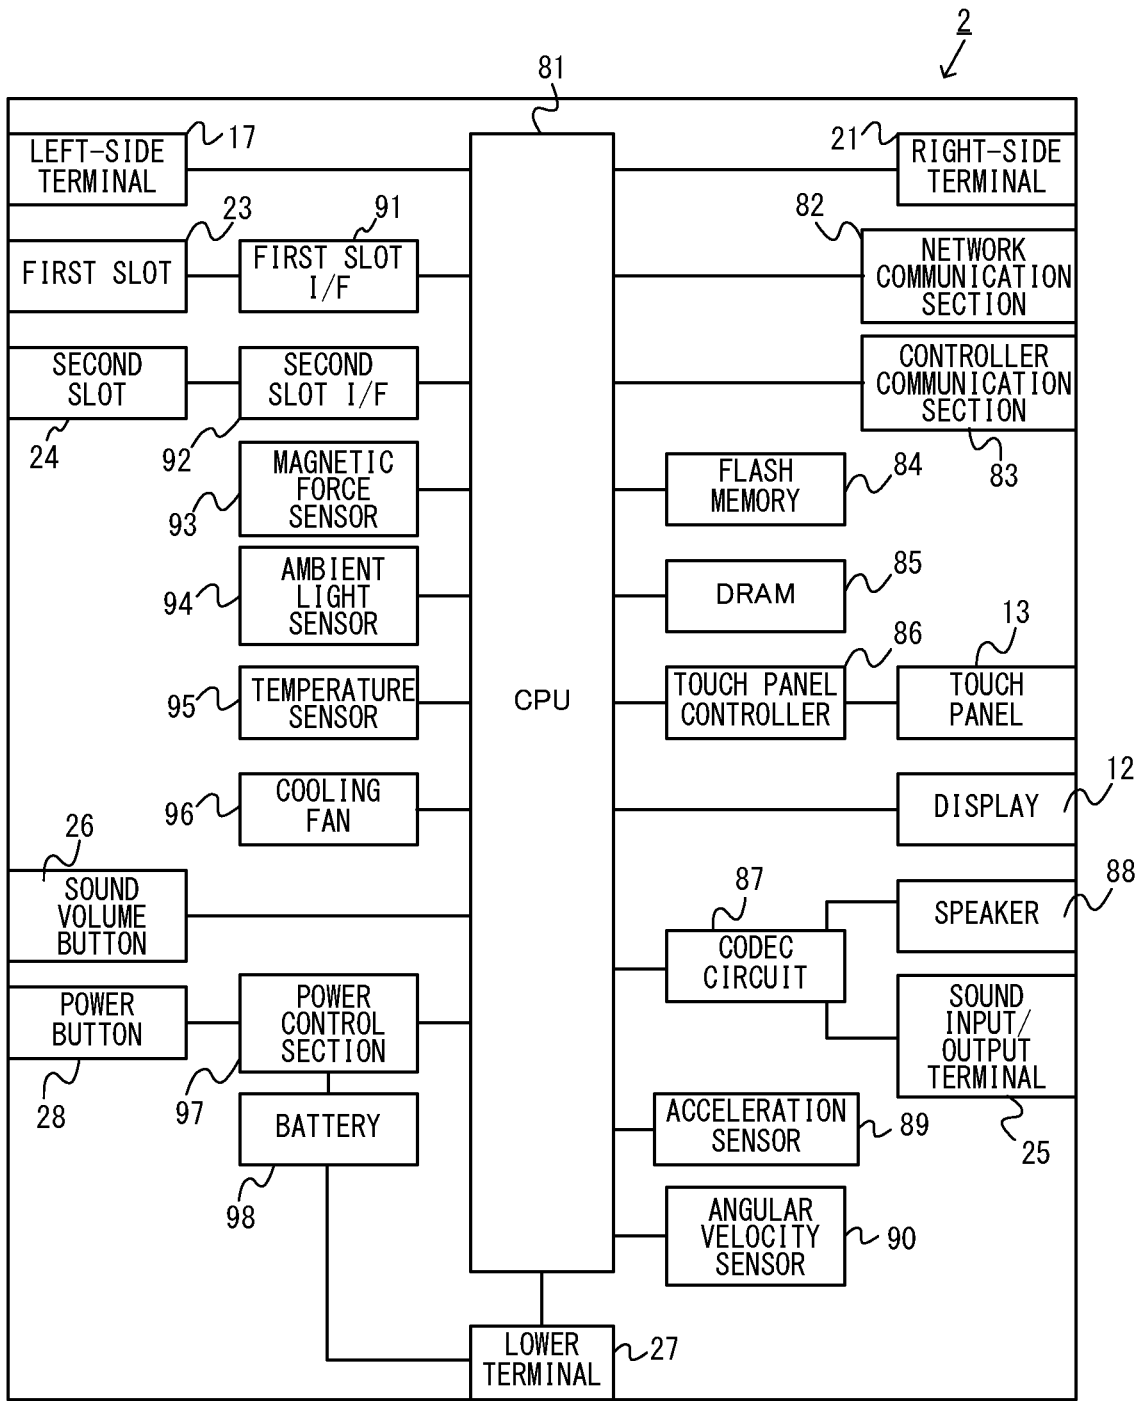 2
81
LEFT-SIDE
TERMINAL
17
21
RIGHT-SIDE
TERMINAL
FIRST SLOT
23
FIRST SLOT
I/F
91
82
NETWORK
COMMUNICATION
SECTION
SECOND
SLOT
24
SECOND
SLOT I/F
92
CONTROLLER
COMMUNICATION
SECTION
83
MAGNETIC
FORCE
SENSOR
93
FLASH
MEMORY
84
AMBIENT
LIGHT
SENSOR
94
DRAM
85
TEMPERATURE
SENSOR
95
CPU
TOUCH PANEL
CONTROLLER
86
TOUCH
PANEL
13
COOLING
FAN
96
DISPLAY
12
26
SOUND
VOLUME
BUTTON
87
CODEC
CIRCUIT
SPEAKER
88
POWER
BUTTON
28
POWER
CONTROL
SECTION
97
SOUND
INPUT/
OUTPUT
TERMINAL
25
BATTERY
98
ACCELERATION
SENSOR
89
ANGULAR
VELOCITY
SENSOR
90
LOWER
TERMINAL
27